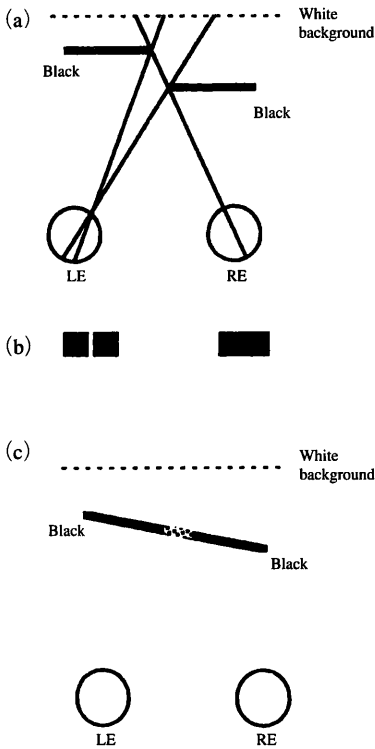 (a)
White
background
Black
Black
LE
RE
(b)
(c)
White
background
Black
Black
LE
RE